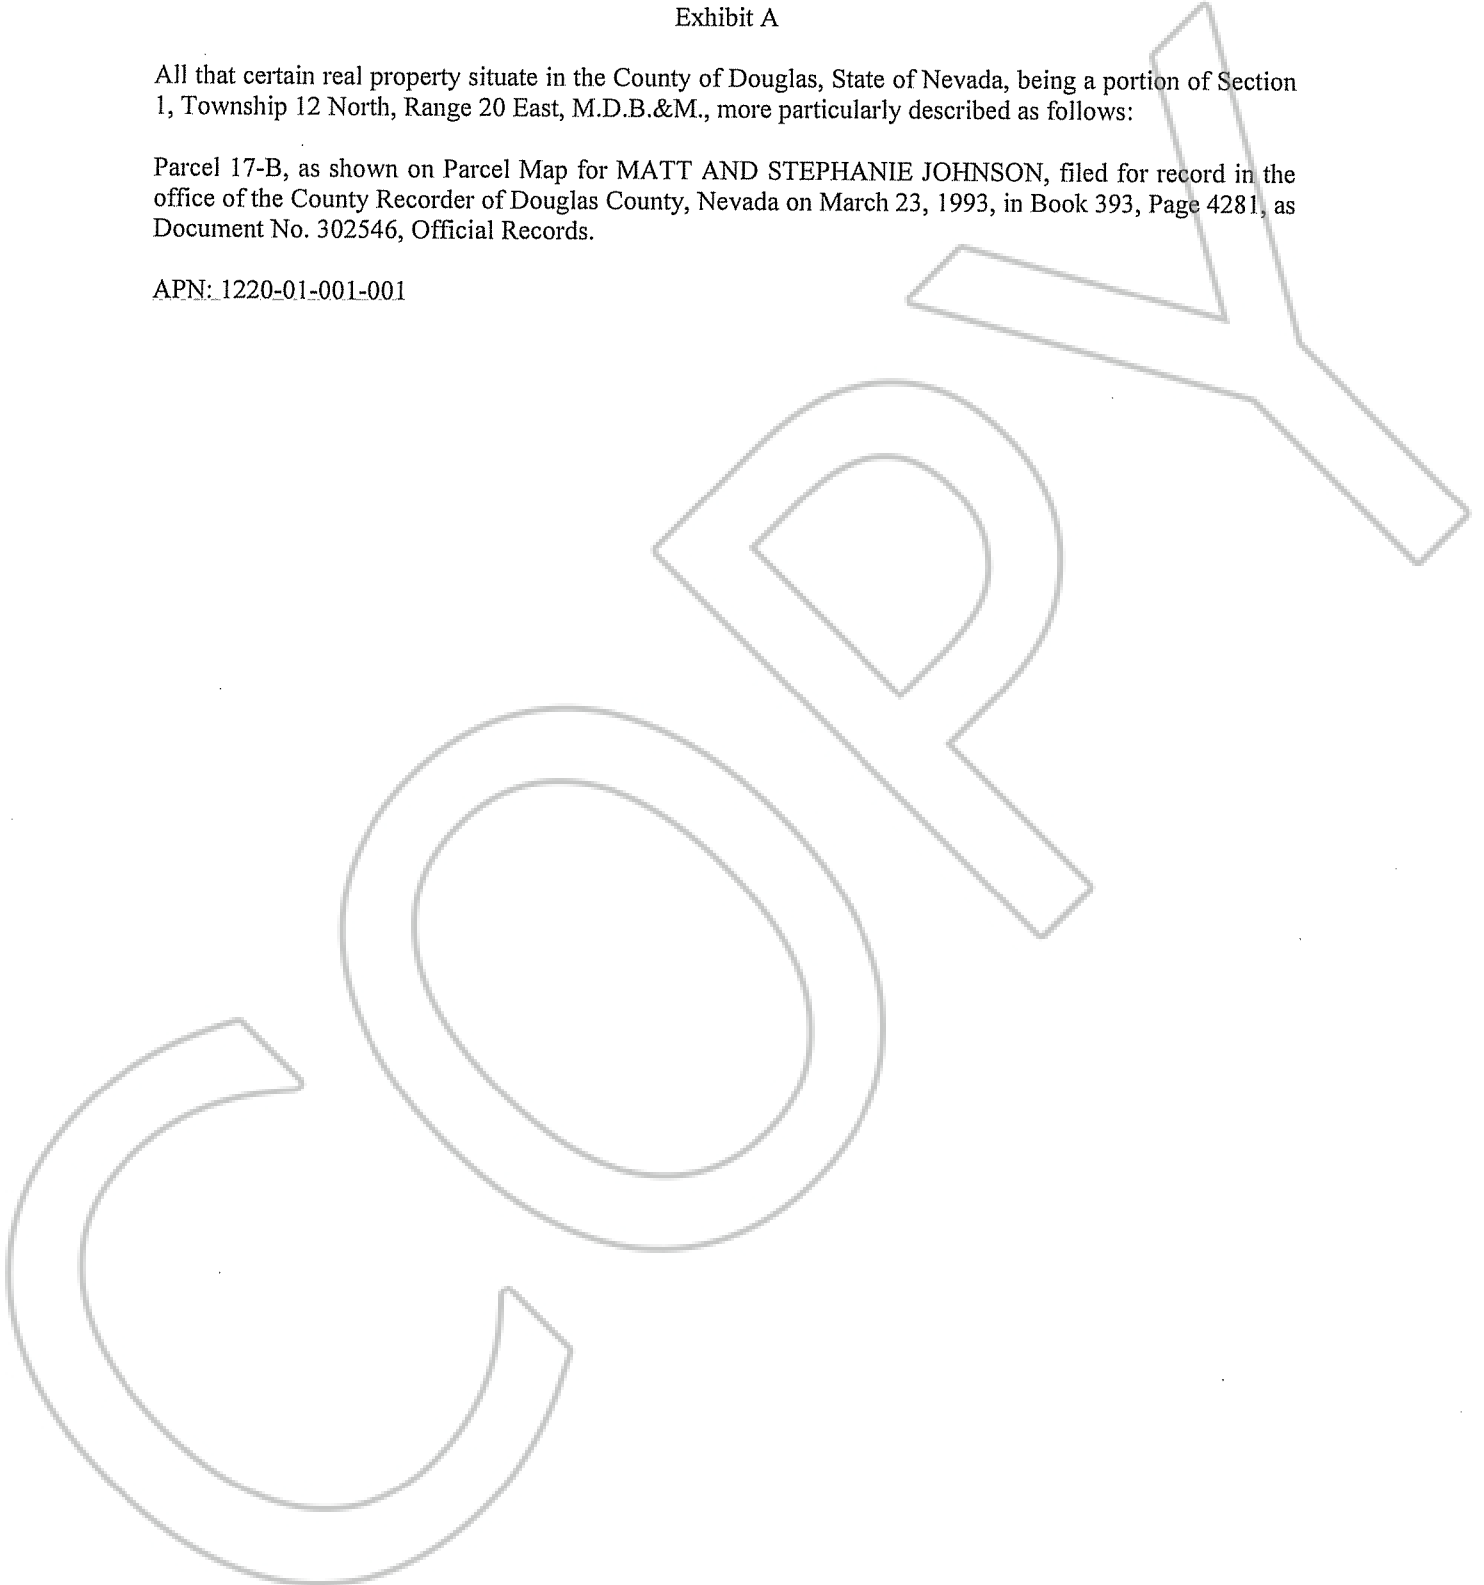 Exhibit A
All that certain real property situate in the County of Douglas, State of Nevada, being a portion of Section
1, Township 12 North, Range 20 East, M.D.B.&M., more particularly described as follows:
Parcel 17-B, as shown on Parcel Map for MATT AND STEPHANIE JOHNSON, filed for record in the
office of the County Recorder of Douglas County, Nevada on March 23, 1993, in Book 393, Page 4281, as
Document No. 302546, Official Records.
APN: 1220-01-001-001
COPY